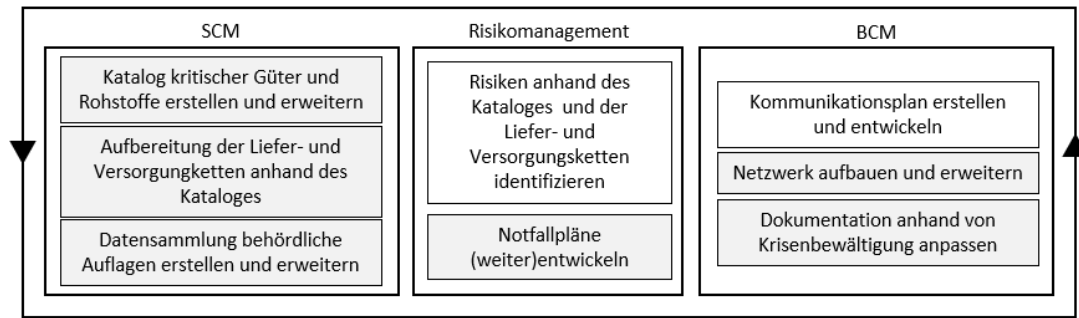 SCM
Katalog kritischer Güter und
Rohstoffe erstellen und erweitern
Aufbereitung der Liefer- und
Versorgungketten anhand des
Kataloges
Datensammlung behördliche
Auflagen erstellen und erweitern
Risikomanagement
Risiken anhand des
Kataloges und der
Liefer- und
Versorgungsketten
identifizieren
Notfallpläne
(weiter)entwickeln
BCM
Kommunikationsplan erstellen
und entwickeln
Netzwerk aufbauen und erweitern
Dokumentation anhand von
Krisenbewältigung anpassen